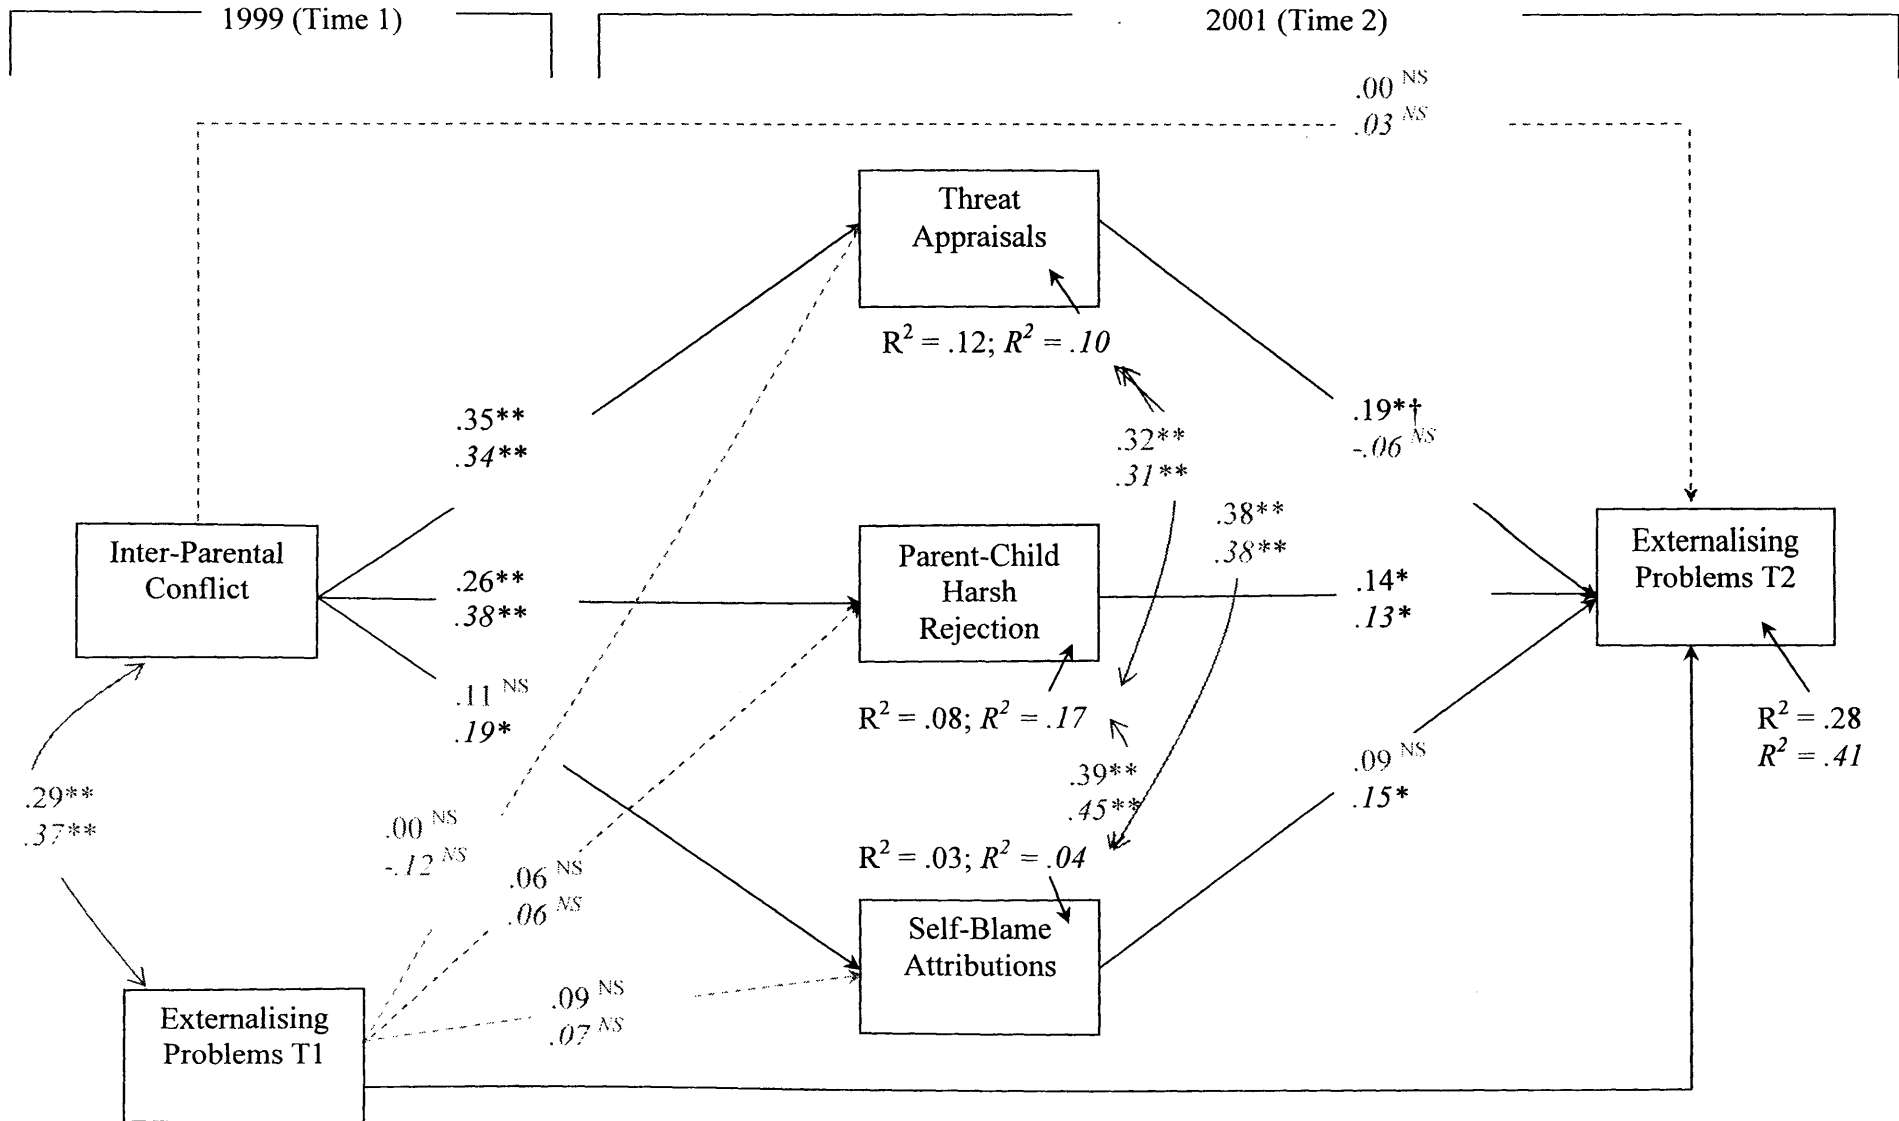 1999 (Time 1)
2001 (Time 2)
.00 NS
.03 NS
Threat
Appraisals
R² = .12; R² = .10
.35**
.34**
.19*†
-.06 NS
.32**
.31**
.38**
.38**
Inter-Parental
Conflict
.26**
.38**
Parent-Child
Harsh
Rejection
.14*
.13*
Externalising
Problems T2
.11 NS
.19*
R² = .08; R² = .17
R² = .28
R² = .41
.29**
.37**
.39**
.45**
.09 NS
.15*
.00 NS
-.12 NS
.06 NS
.06 NS
R² = .03; R² = .04
Self-Blame
Attributions
.09 NS
.07 NS
Externalising
Problems T1